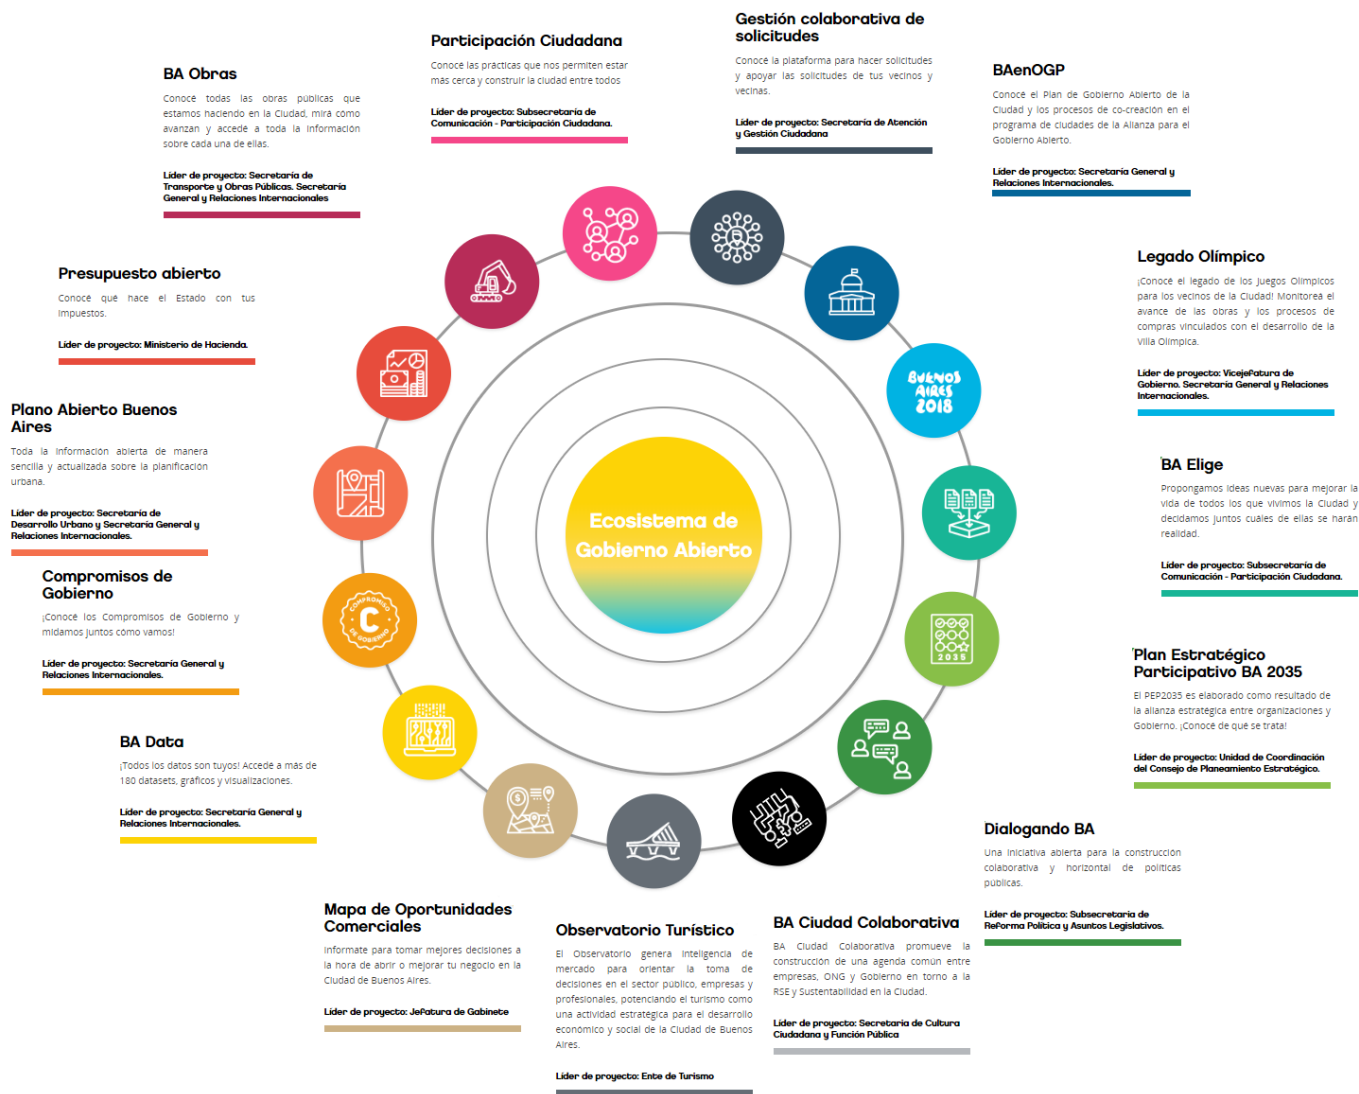 Gestión colaborativa de
solicitudes
Conocé la plataforma para hacer solicitudes
y apoyar las solicitudes de tus vecinos y
vecinas.
Líder de proyecto: Secretaría de Atención
y Gestión Ciudadana
Participación Ciudadana
Conocé las prácticas que nos permiten estar
más cerca y construir la ciudad entre todos
Líder de proyecto: Subsecretaría de
Comunicación - Participación Ciudadana.
BA Obras
Conocé todas las obras públicas que
estamos haciendo en la Ciudad, mirá cómo
avanzan y accedé a toda la información
sobre cada una de ellas.
Líder de proyecto: Secretaría de
Transporte y Obras Públicas. Secretaría
General y Relaciones Internacionales
BAenOGP
Conocé el Plan de Gobierno Abierto de la
Ciudad y los procesos de co-creación en el
programa de ciudades de la Alianza para el
Gobierno Abierto.
Líder de proyecto: Secretaría General y
Relaciones Internacionales.
Legado Olímpico
¡Conocé el legado de los Juegos Olímpicos
para los vecinos de la Ciudad! Monitorea el
avance de las obras y los procesos de
compras vinculados con el desarrollo de la
Villa Olímpica.
Líder de proyecto: Vicejefatura de
Gobierno. Secretaría General y Relaciones
Internacionales.
Presupuesto abierto
Conocé qué hace el Estado con tus
impuestos.
Líder de proyecto: Ministerio de Hacienda.
BUENOS
AIRES
2018
Plano Abierto Buenos
Aires
Toda la información abierta de manera
sencilla y actualizada sobre la planificación
urbana.
Líder de proyecto: Secretaría de
Desarrollo Urbano y Secretaría General y
Relaciones Internacionales.
BA Elige
Propongamos ideas nuevas para mejorar la
vida de todos los que vivimos la Ciudad y
decidamos juntos cuáles de ellas se harán
realidad.
Líder de proyecto: Subsecretaría de
Comunicación - Participación Ciudadana.
Ecosistema de
Gobierno Abierto
Compromisos de
Gobierno
¡Conocé los Compromisos de Gobierno y
midamos juntos cómo vamos!
Líder de proyecto: Secretaría General y
Relaciones Internacionales.
COMPROMISO
C
DE GOBIERNO
2035
Plan Estratégico
Participativo BA 2035
El PEP2035 es elaborado como resultado de
la alianza estratégica entre organizaciones y
Gobierno. ¡Conocé de qué se trata!
Líder de proyecto: Unidad de Coordinación
del Consejo de Planeamiento Estratégico.
BA Data
¡Todos los datos son tuyos! Accedé a más de
180 datasets, gráficos y visualizaciones.
Líder de proyecto: Secretaría General y
Relaciones Internacionales.
Dialogando BA
Una iniciativa abierta para la construcción
colaborativa y horizontal de políticas
públicas.
Líder de proyecto: Subsecretaría de
Reforma Política y Asuntos Legislativos.
Mapa de Oportunidades
Comerciales
Informate para tomar mejores decisiones a
la hora de abrir o mejorar tu negocio en la
Ciudad de Buenos Aires.
Líder de proyecto: Jefatura de Gabinete
Observatorio Turístico
El Observatorio genera inteligencia de
mercado para orientar la toma de
decisiones en el sector público, empresas y
profesionales, potenciando el turismo como
una actividad estratégica para el desarrollo
económico y social de la Ciudad de Buenos
Aires.
Líder de proyecto: Ente de Turismo
BA Ciudad Colaborativa
BA Ciudad Colaborativa promueve la
construcción de una agenda común entre
empresas, ONG y Gobierno en torno a la
RSE y Sustentabilidad en la Ciudad.
Líder de proyecto: Secretaria de Cultura
Ciudadana y Función Pública